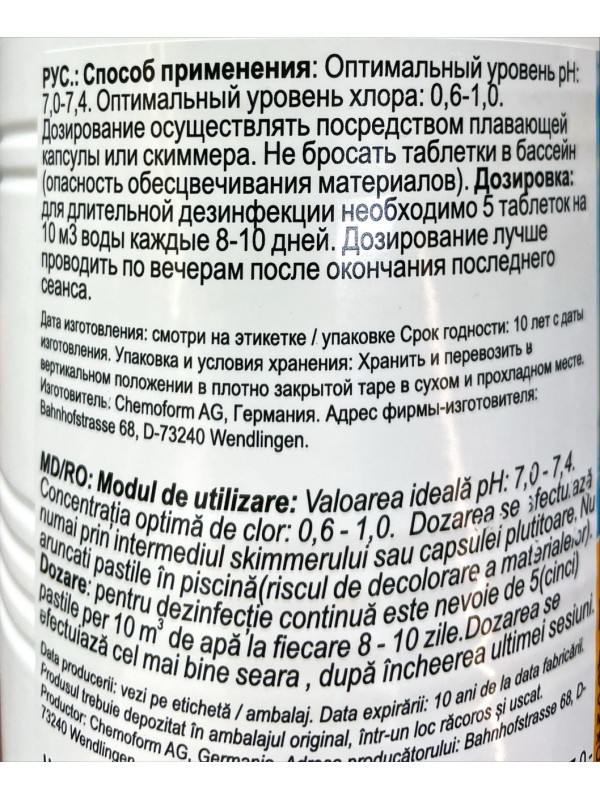 РУС.: Способ применения: Оптимальный уровень pH:
7,0-7,4. Оптимальный уровень хлора: 0,6-1,0.
Дозирование осуществлять посредством плавающей
капсулы или скиммера. Не бросать таблетки в бассейн
(опасность обесцвечивания материалов). Дозировка:
для длительной дезинфекции необходимо 5 таблеток на
10 м3 воды каждые 8-10 дней. Дозирование лучше
проводить по вечерам после окончания последнего
сеанса.
Дата изготовления: смотри на этикетке / упаковке Срок годности: 10 лет с даты
изготовления. Упаковка и условия хранения: Хранить и перевозить в
вертикальном положении в плотно закрытой таре в сухом и прохладном месте.
Изготовитель: Chemoform AG, Германия. Адрес фирмы-изготовителя:
Bahnhofstrasse 68, D-73240 Wendlingen.
MD/RO: Modul de utilizare: Valoarea ideală pH: 7,0 - 7,4.
Concentrația optimă de clor: 0,6 - 1,0. Dozarea se efectuiază
numai prin intermediul skimmerului sau capsulei plutitoare. Nu
aruncati pastile în piscină(riscul de decolorare a materialelor).
Dozare: pentru dezinfecție continuă este nevoie de 5(cinci)
pastile per 10 m³ de apă la fiecare 8 - 10 zile.Dozarea se
efectuiază cel mai bine seara , după încheerea ultimei sesiuni.
Data producerii: vezi pe etichetă / ambalaj. Data expirării: 10 ani de la data fabricării.
Produsul trebuie depozitat în ambalajul original, într-un loc răcoros și uscat.
Productor: Chemoform AG, Germania. Adresa producătorului: Bahnhofstrasse 68, D-
73240 Wendlingen.